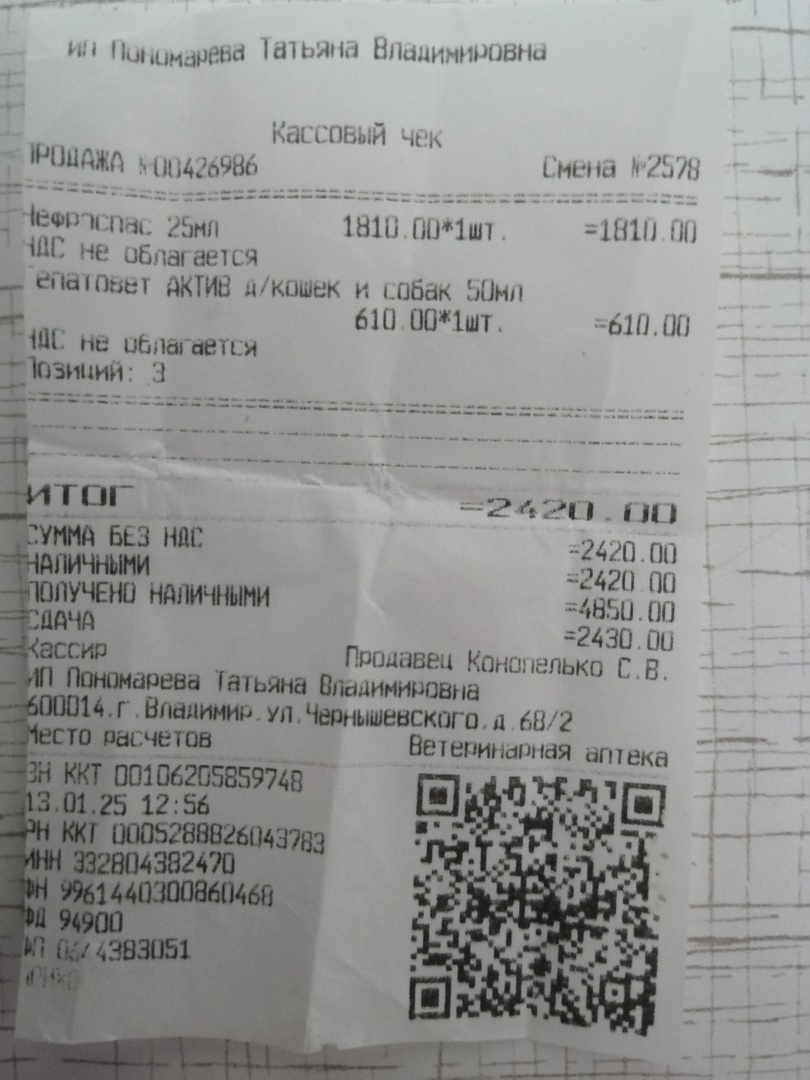 ИП Пономарева Татьяна Владимировна
Кассовый чек
ПРОДАЖА №00426986 Смена №2578
Нефроспас 25мл 1810.00*1шт. =1810.00
НДС не облагается
Гепатовет АКТИВ д/кошек и собак 50мл
610.00*1шт. =610.00
НДС не облагается
Позиций: 3
ИТОГ =2420.00
СУММА БЕЗ НДС =2420.00
НАЛИЧНЫМИ =2420.00
ПОЛУЧЕНО НАЛИЧНЫМИ =4850.00
СДАЧА =2430.00
Кассир Продавец Конопелько С.В.
ИП Пономарева Татьяна Владимировна
600014.г.Владимир.ул.Чернышевского.д.68/2
Место расчетов Ветеринарная аптека
ЗН ККТ 00106205859748
13.01.25 12:56
РН ККТ 0005288826043783
ИНН 332804382470
ФН 9961440300860468
ФД 94900